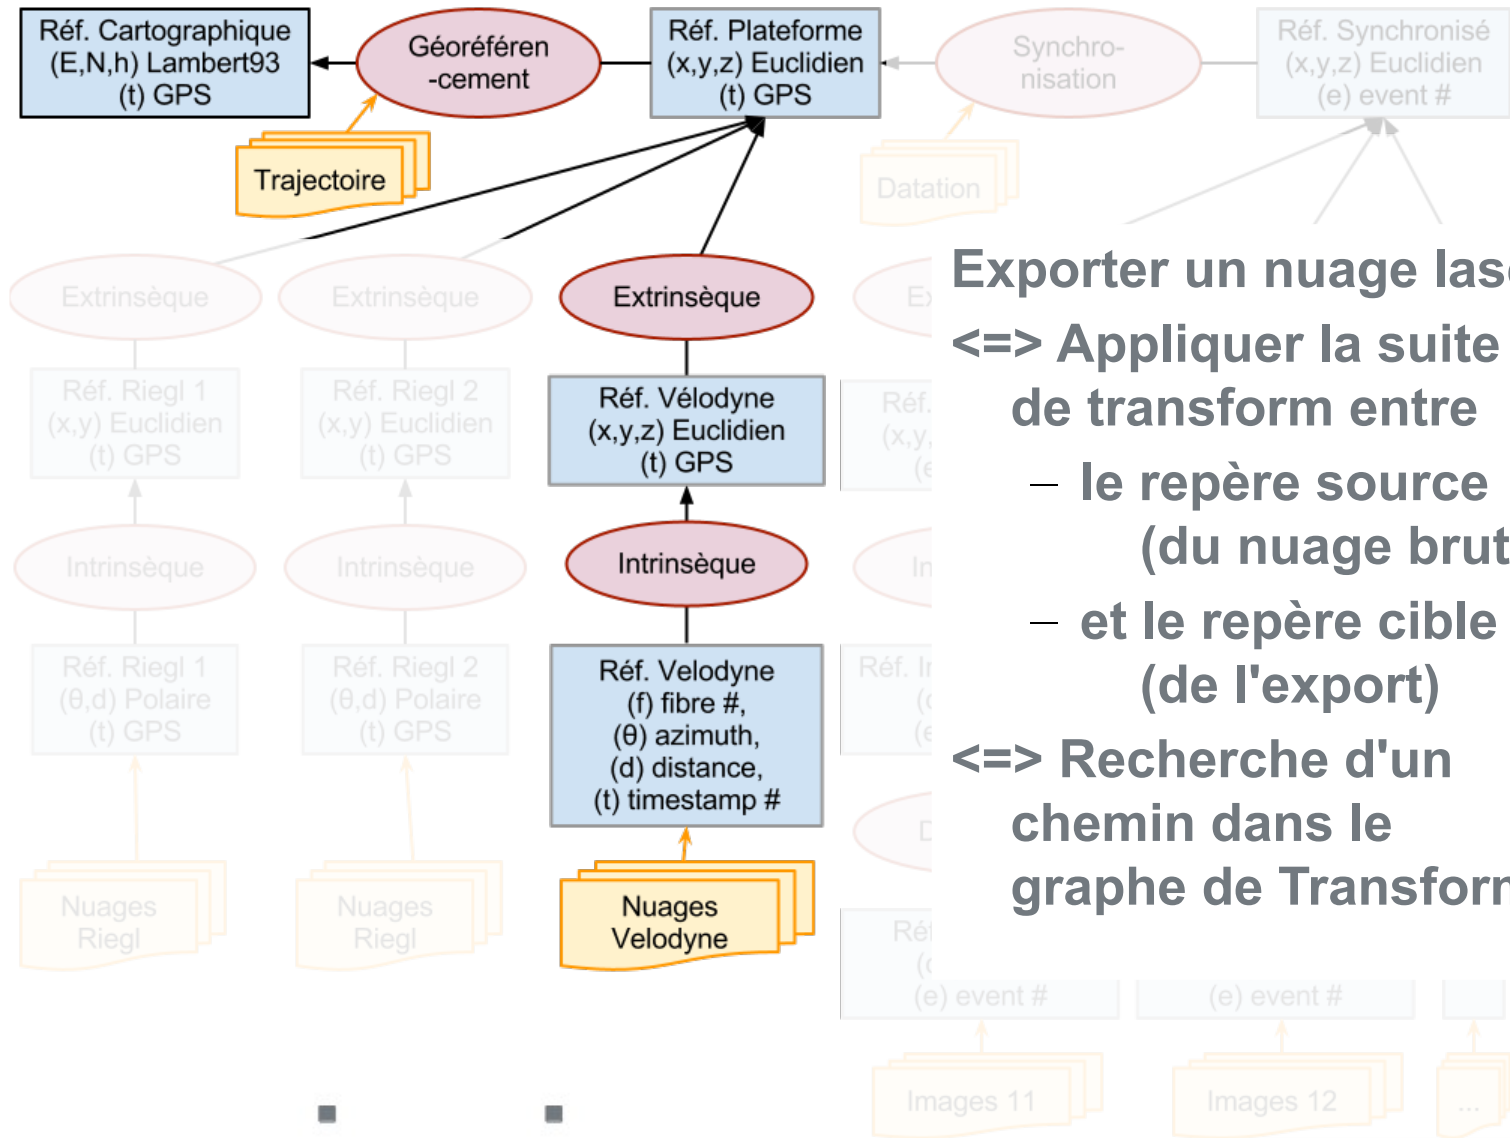 Réf. Cartographique
(E,N,h) Lambert93
(t) GPS
Géoréféren
-cement
Réf. Plateforme
(x,y,z) Euclidien
(t) GPS
Synchro-
nisation
Réf. Synchronisé
(x,y,z) Euclidien
(e) event #
Trajectoire
Datation
Extrinsèque
Extrinsèque
Extrinsèque
Réf. Riegl 1
(x,y) Euclidien
(t) GPS
Réf. Riegl 2
(x,y) Euclidien
(t) GPS
Réf. Vélodyne
(x,y,z) Euclidien
(t) GPS
Réf.
(x,y,
Intrinsèque
Intrinsèque
Intrinsèque
Réf. Riegl 1
(θ,d) Polaire
(t) GPS
Réf. Riegl 2
(θ,d) Polaire
(t) GPS
Réf. Velodyne
(f) fibre #,
(θ) azimuth,
(d) distance,
(t) timestamp #
Réf.
Nuages
Riegl
Nuages
Riegl
Nuages
Velodyne
Exporter un nuage
<=> Appliquer la suite
de transform entre
– le repère source
(du nuage brut
– et le repère cible
(de l'export)
<=> Recherche d'un
chemin dans le
graphe de
(e) event #
(e) event #
Images 11
Images 12
...